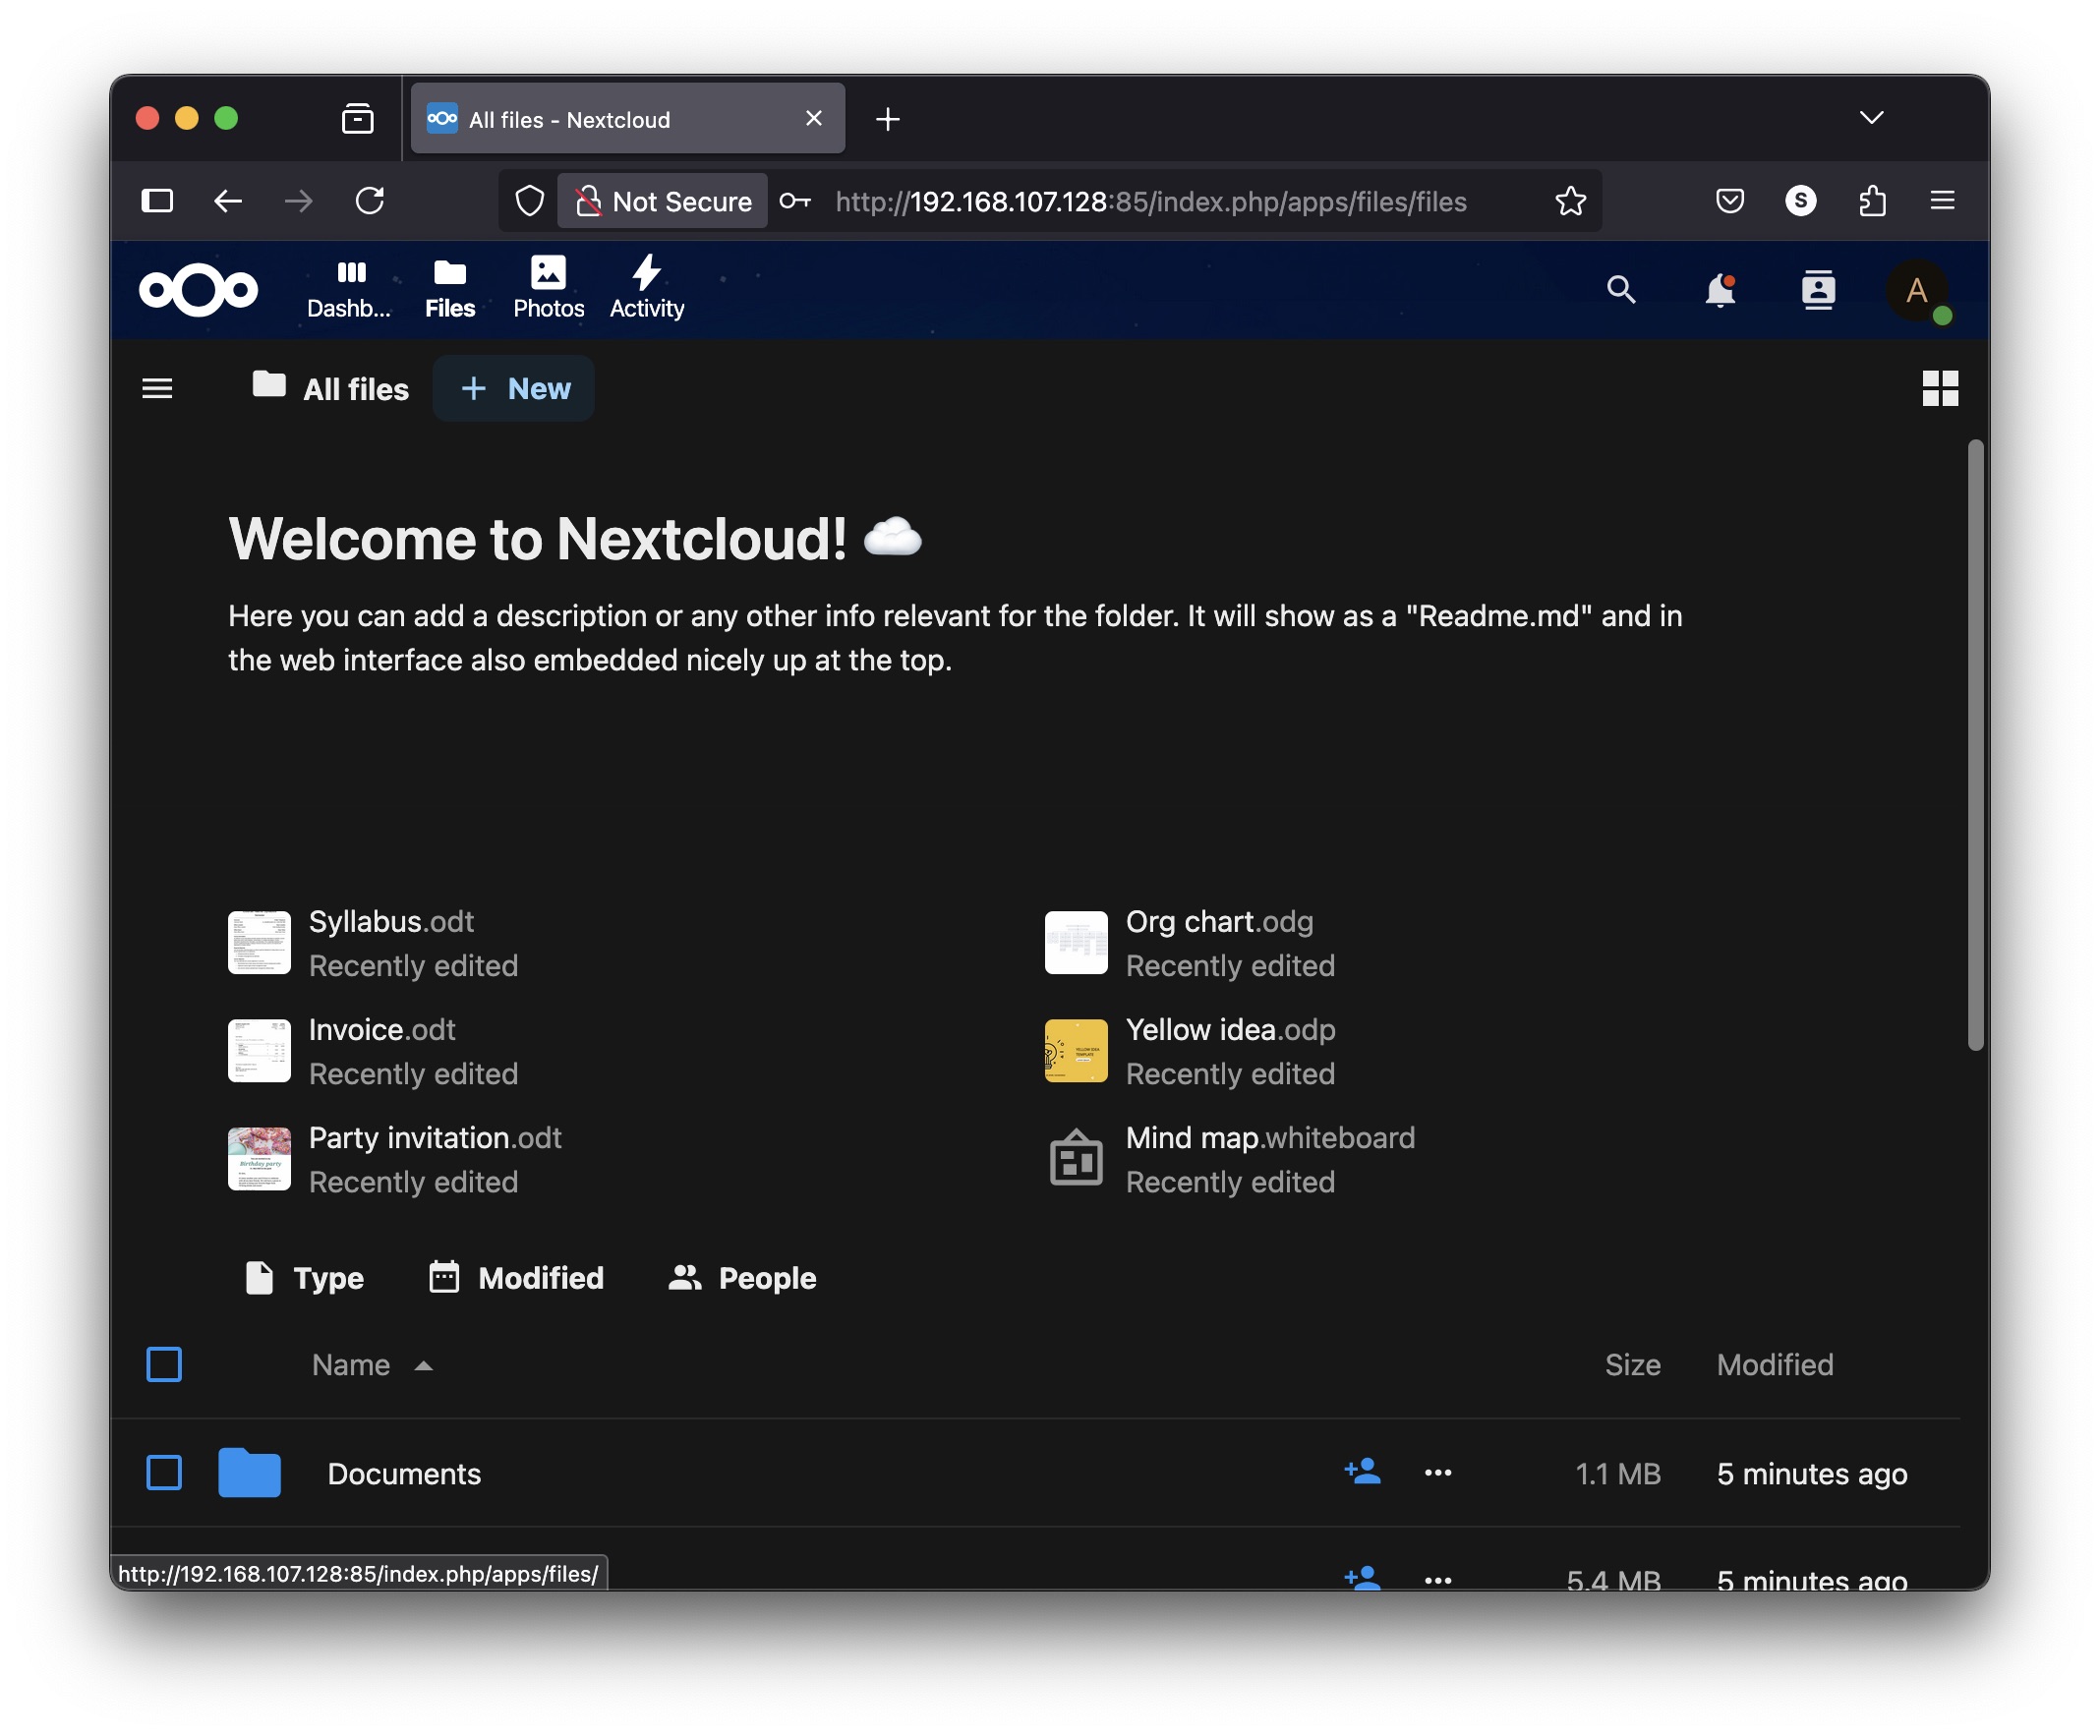 All files - Nextcloud
Not Secure
http://192.168.107.128:85/index.php/apps/files/files
S
Dashb...
Files
Photos
Activity
A
All files
+ New
Welcome to Nextcloud! ☁️
Here you can add a description or any other info relevant for the folder. It will show as a "Readme.md" and in
the web interface also embedded nicely up at the top.
Syllabus.odt
Recently edited
Org chart.odg
Recently edited
Invoice.odt
Recently edited
Yellow idea.odp
Recently edited
Birthday party
Party invitation.odt
Recently edited
Mind map.whiteboard
Recently edited
Type
Modified
People
Name
Size
Modified
Documents
1.1 MB
5 minutes ago
5.4 MB
5 minutes ago
http://192.168.107.128:85/index.php/apps/files/